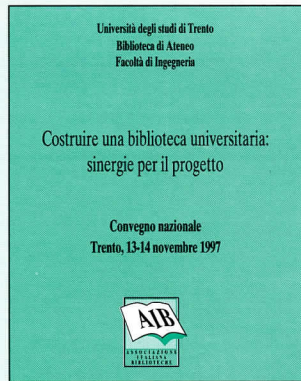 Università degli studi di Trento
Biblioteca di Ateneo
Facoltà di Ingegneria
Costruire una biblioteca universitaria:
sinergie per il progetto
Convegno nazionale
Trento, 13-14 novembre 1997
AIB
ASSOCIAZIONE
ITALIANA
BIBLIOTECHE